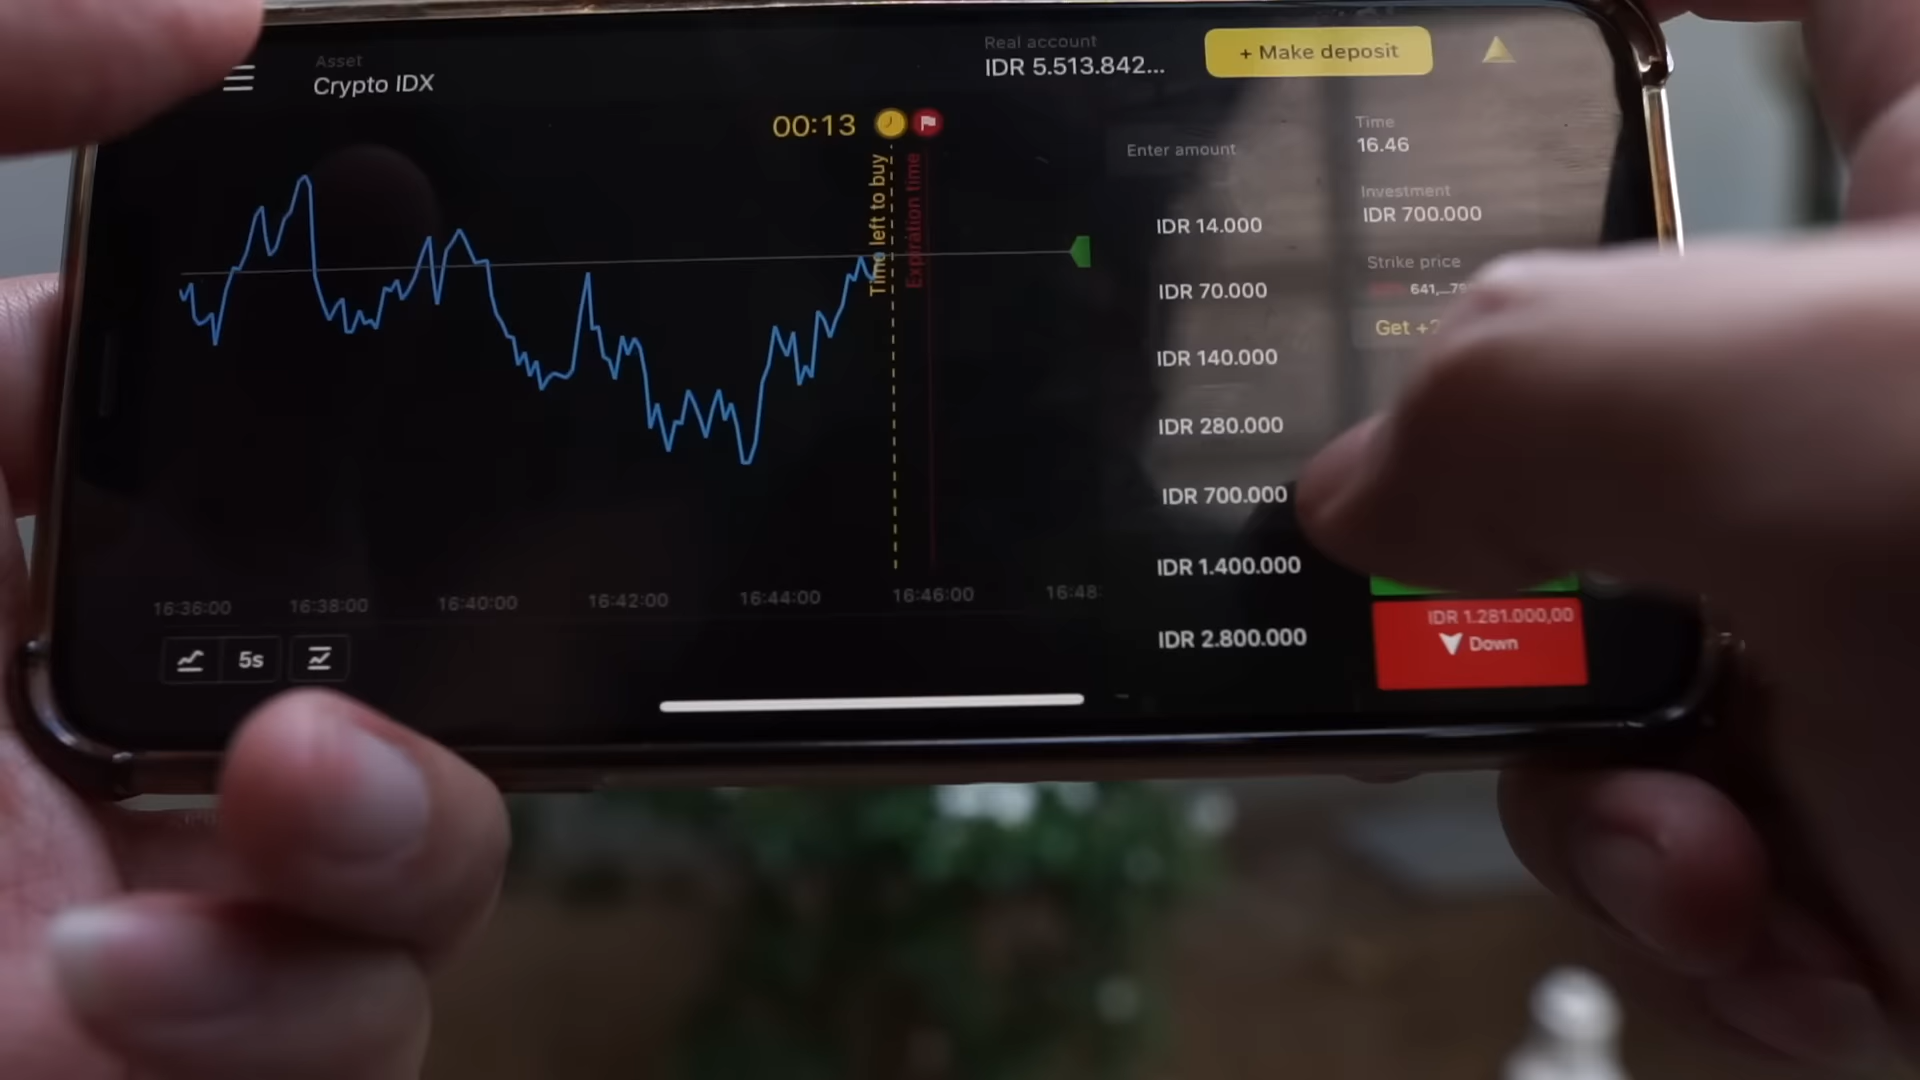 Asset
Crypto IDX
Real account
IDR 5.513.842...
+ Make deposit
00:13
Time left to buy
Expiration time
Enter amount
IDR 14.000
IDR 70.000
IDR 140.000
IDR 280.000
IDR 700.000
IDR 1.400.000
IDR 2.800.000
Time
16.46
Investment
IDR 700.000
Strike price
641,...79
Get +
IDR 1.281.000,00
Down
16:36:00
16:38:00
16:40:00
16:42:00
16:44:00
16:46:00
16:48:
5s